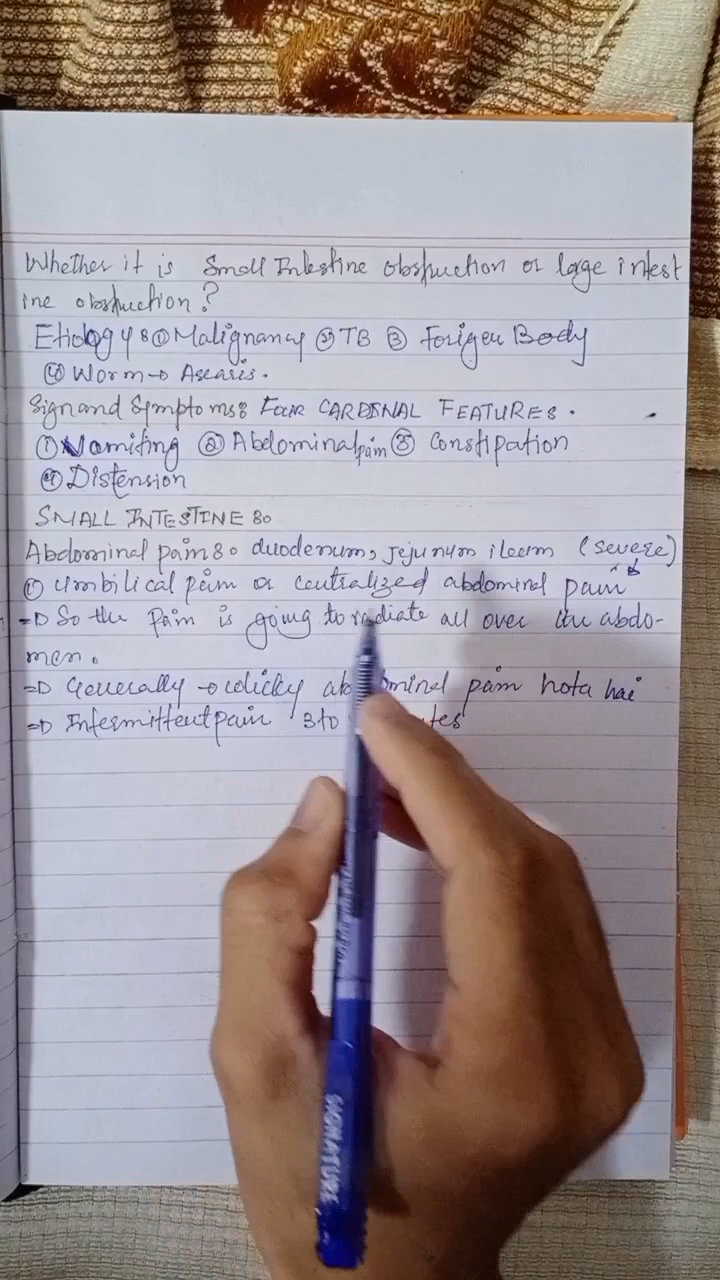 Whether it is Small Intestine obstruction or large intest
ine obstruction?
Etiology: ① Malignancy ② TB ③ Forigen Body
④ Worm → Ascaris.
Sign and Symptoms: FOUR CARDINAL FEATURES.
① Vomiting ② Abdominal pain ③ Constipation
④ Distension
SMALL INTESTINE :
Abdominal pain : duodenum, jejunum ileum (severe)
① Umbilical pain or centralized abdominal pain
⇒ So the pain is going to radiate all over the abdo-
men.
⇒ Generally → colicky abdominal pain hota hai
⇒ Intermittent pain 3 to
SIGNATURE